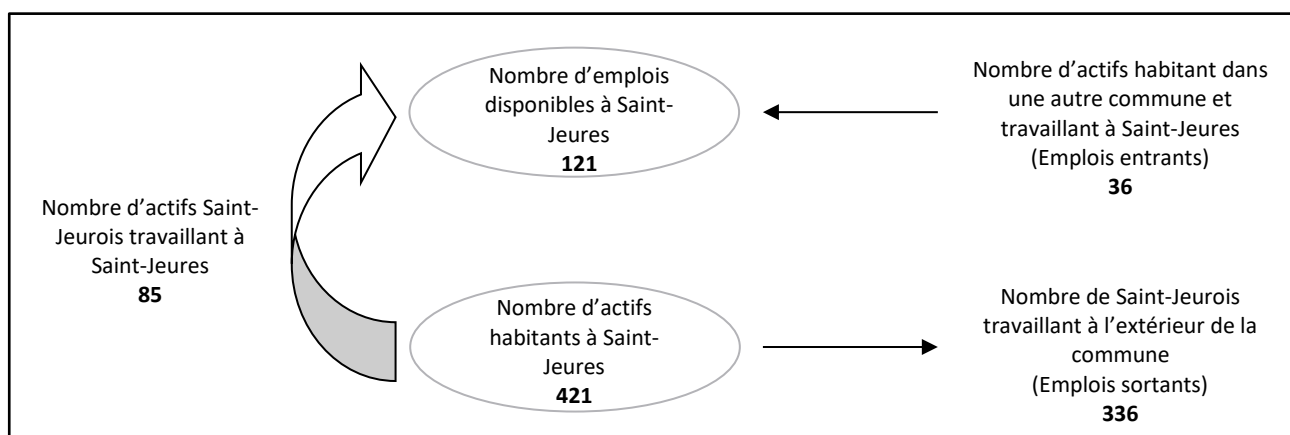 Nombre d’emplois
disponibles à Saint-
Jeures
121
Nombre d’actifs habitant dans
une autre commune et
travaillant à Saint-Jeures
(Emplois entrants)
36
Nombre d’actifs Saint-
Jeurois travaillant à
Saint-Jeures
85
Nombre d’actifs
habitants à Saint-
Jeures
421
Nombre de Saint-Jeurois
travaillant à l’extérieur de la
commune
(Emplois sortants)
336